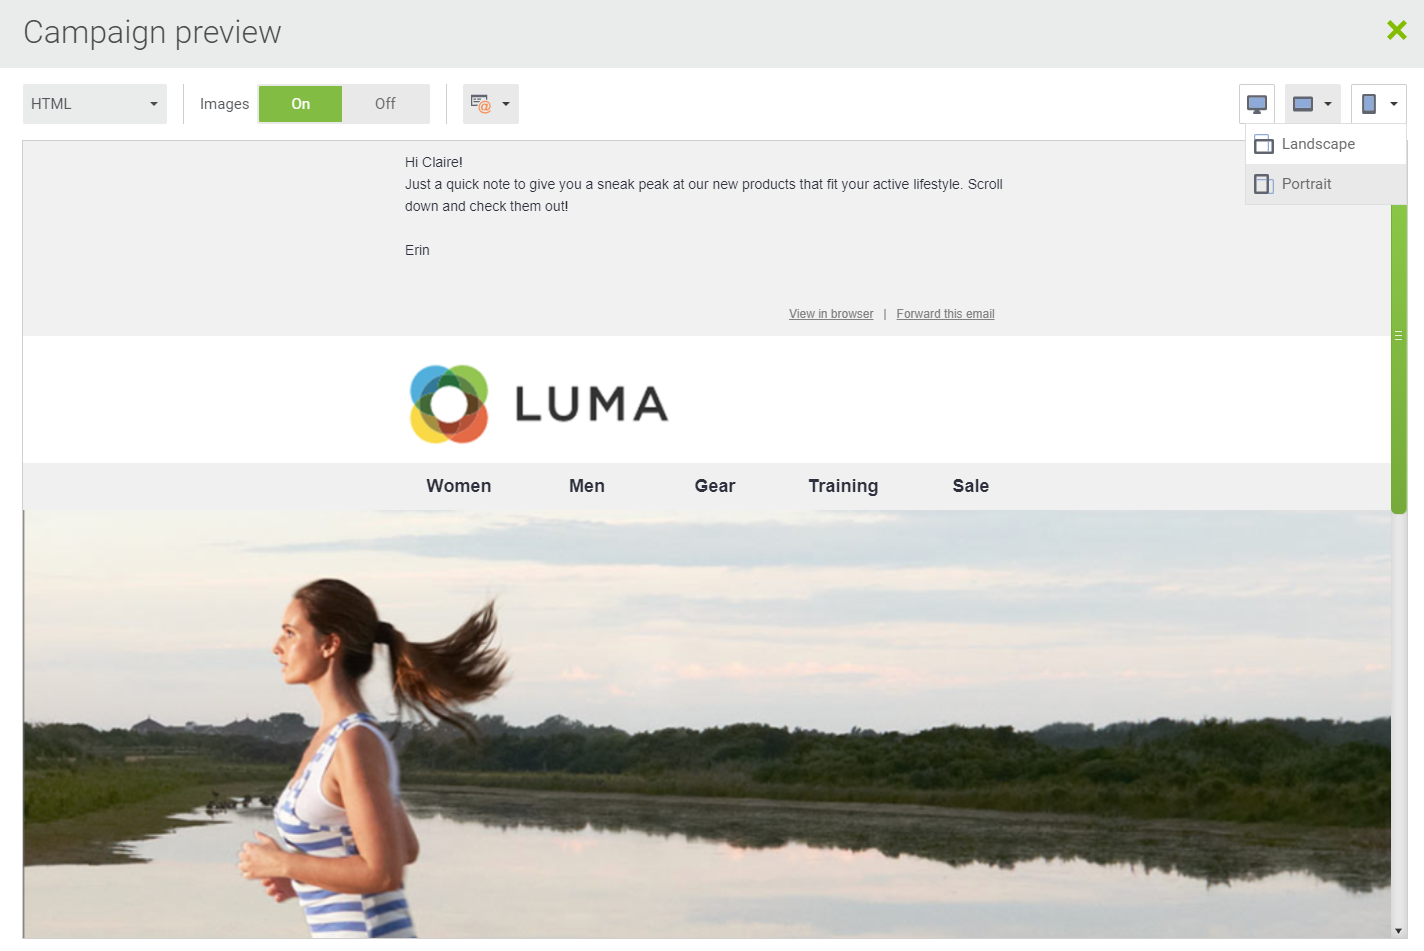 Campaign preview
HTML
Images
On
Off
Landscape
Portrait
Hi Claire!
Just a quick note to give you a sneak peak at our new products that fit your active lifestyle. Scroll
down and check them out!
Erin
View in browser | Forward this email
LUMA
Women Men Gear Training Sale